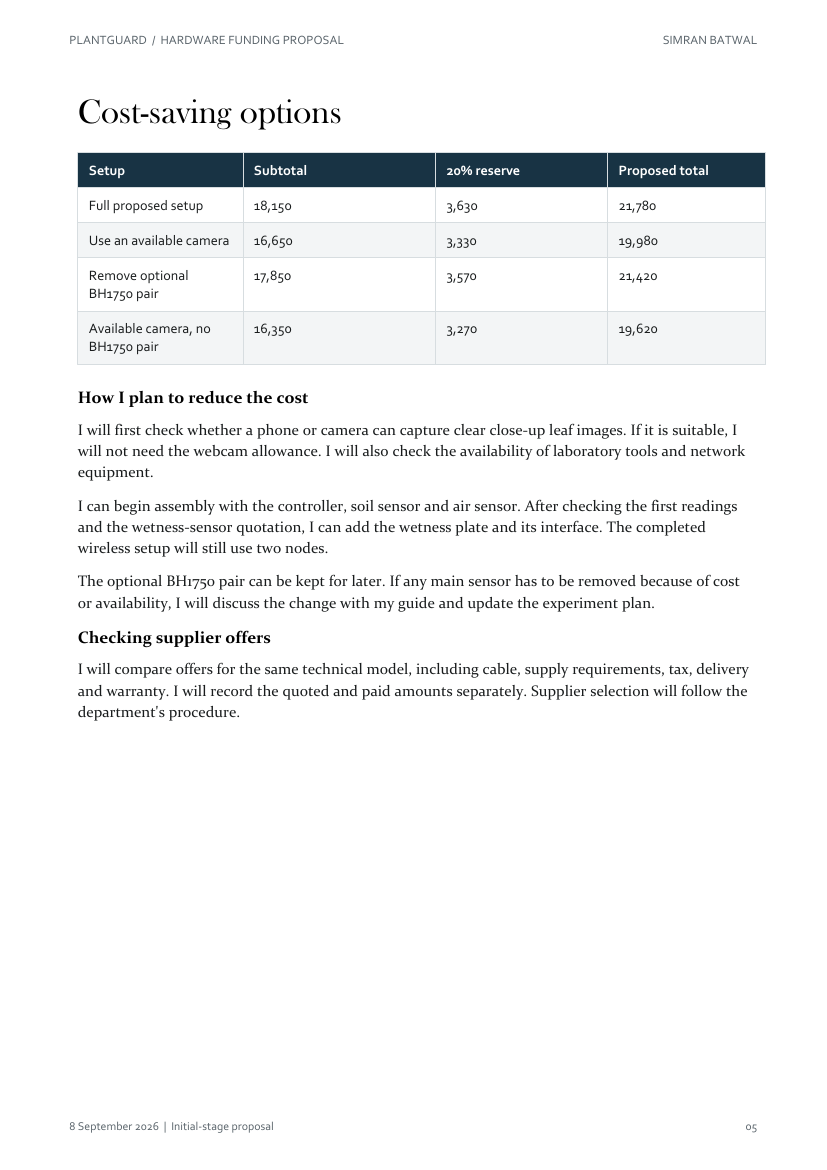 PLANTGUARD / HARDWARE FUNDING PROPOSAL SIMRAN BATWAL
Cost-saving options
Setup Subtotal 20% reserve Proposed total
Full proposed setup 18,150 3,630 21,780
Use an available camera 16,650 3,330 19,980
Remove optional 17,850 3,570 21,420
BH1750 pair
Available camera, no 16,350 3,270 19,620
BH1750 pair
How I plan to reduce the cost
I will first check whether a phone or camera can capture clear close-up leaf images. If it is suitable, I
will not need the webcam allowance. I will also check the availability of laboratory tools and network
equipment.
I can begin assembly with the controller, soil sensor and air sensor. After checking the first readings
and the wetness-sensor quotation, I can add the wetness plate and its interface. The completed
wireless setup will still use two nodes.
The optional BH1750 pair can be kept for later. If any main sensor has to be removed because of cost
or availability, I will discuss the change with my guide and update the experiment plan.
Checking supplier offers
I will compare offers for the same technical model, including cable, supply requirements, tax, delivery
and warranty. I will record the quoted and paid amounts separately. Supplier selection will follow the
department's procedure.
8 September 2026 | Initial-stage proposal 05